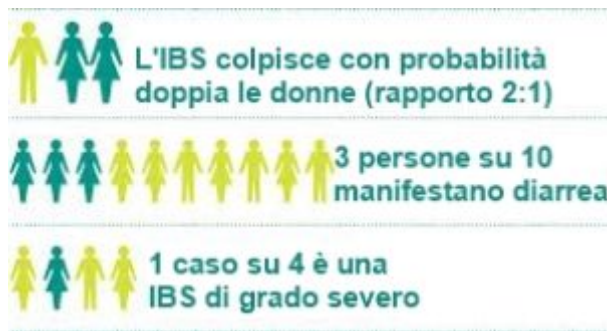 L'IBS colpisce con probabilità
doppia le donne (rapporto 2:1)
3 persone su 10
manifestano diarrea
1 caso su 4 è una
IBS di grado severo